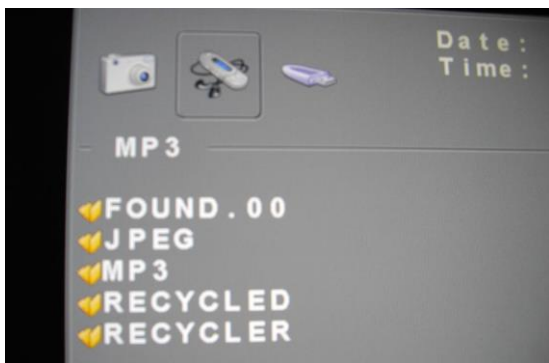 Date:
Time:
MP3
FOUND.00
JPEG
MP3
RECYCLED
RECYCLER